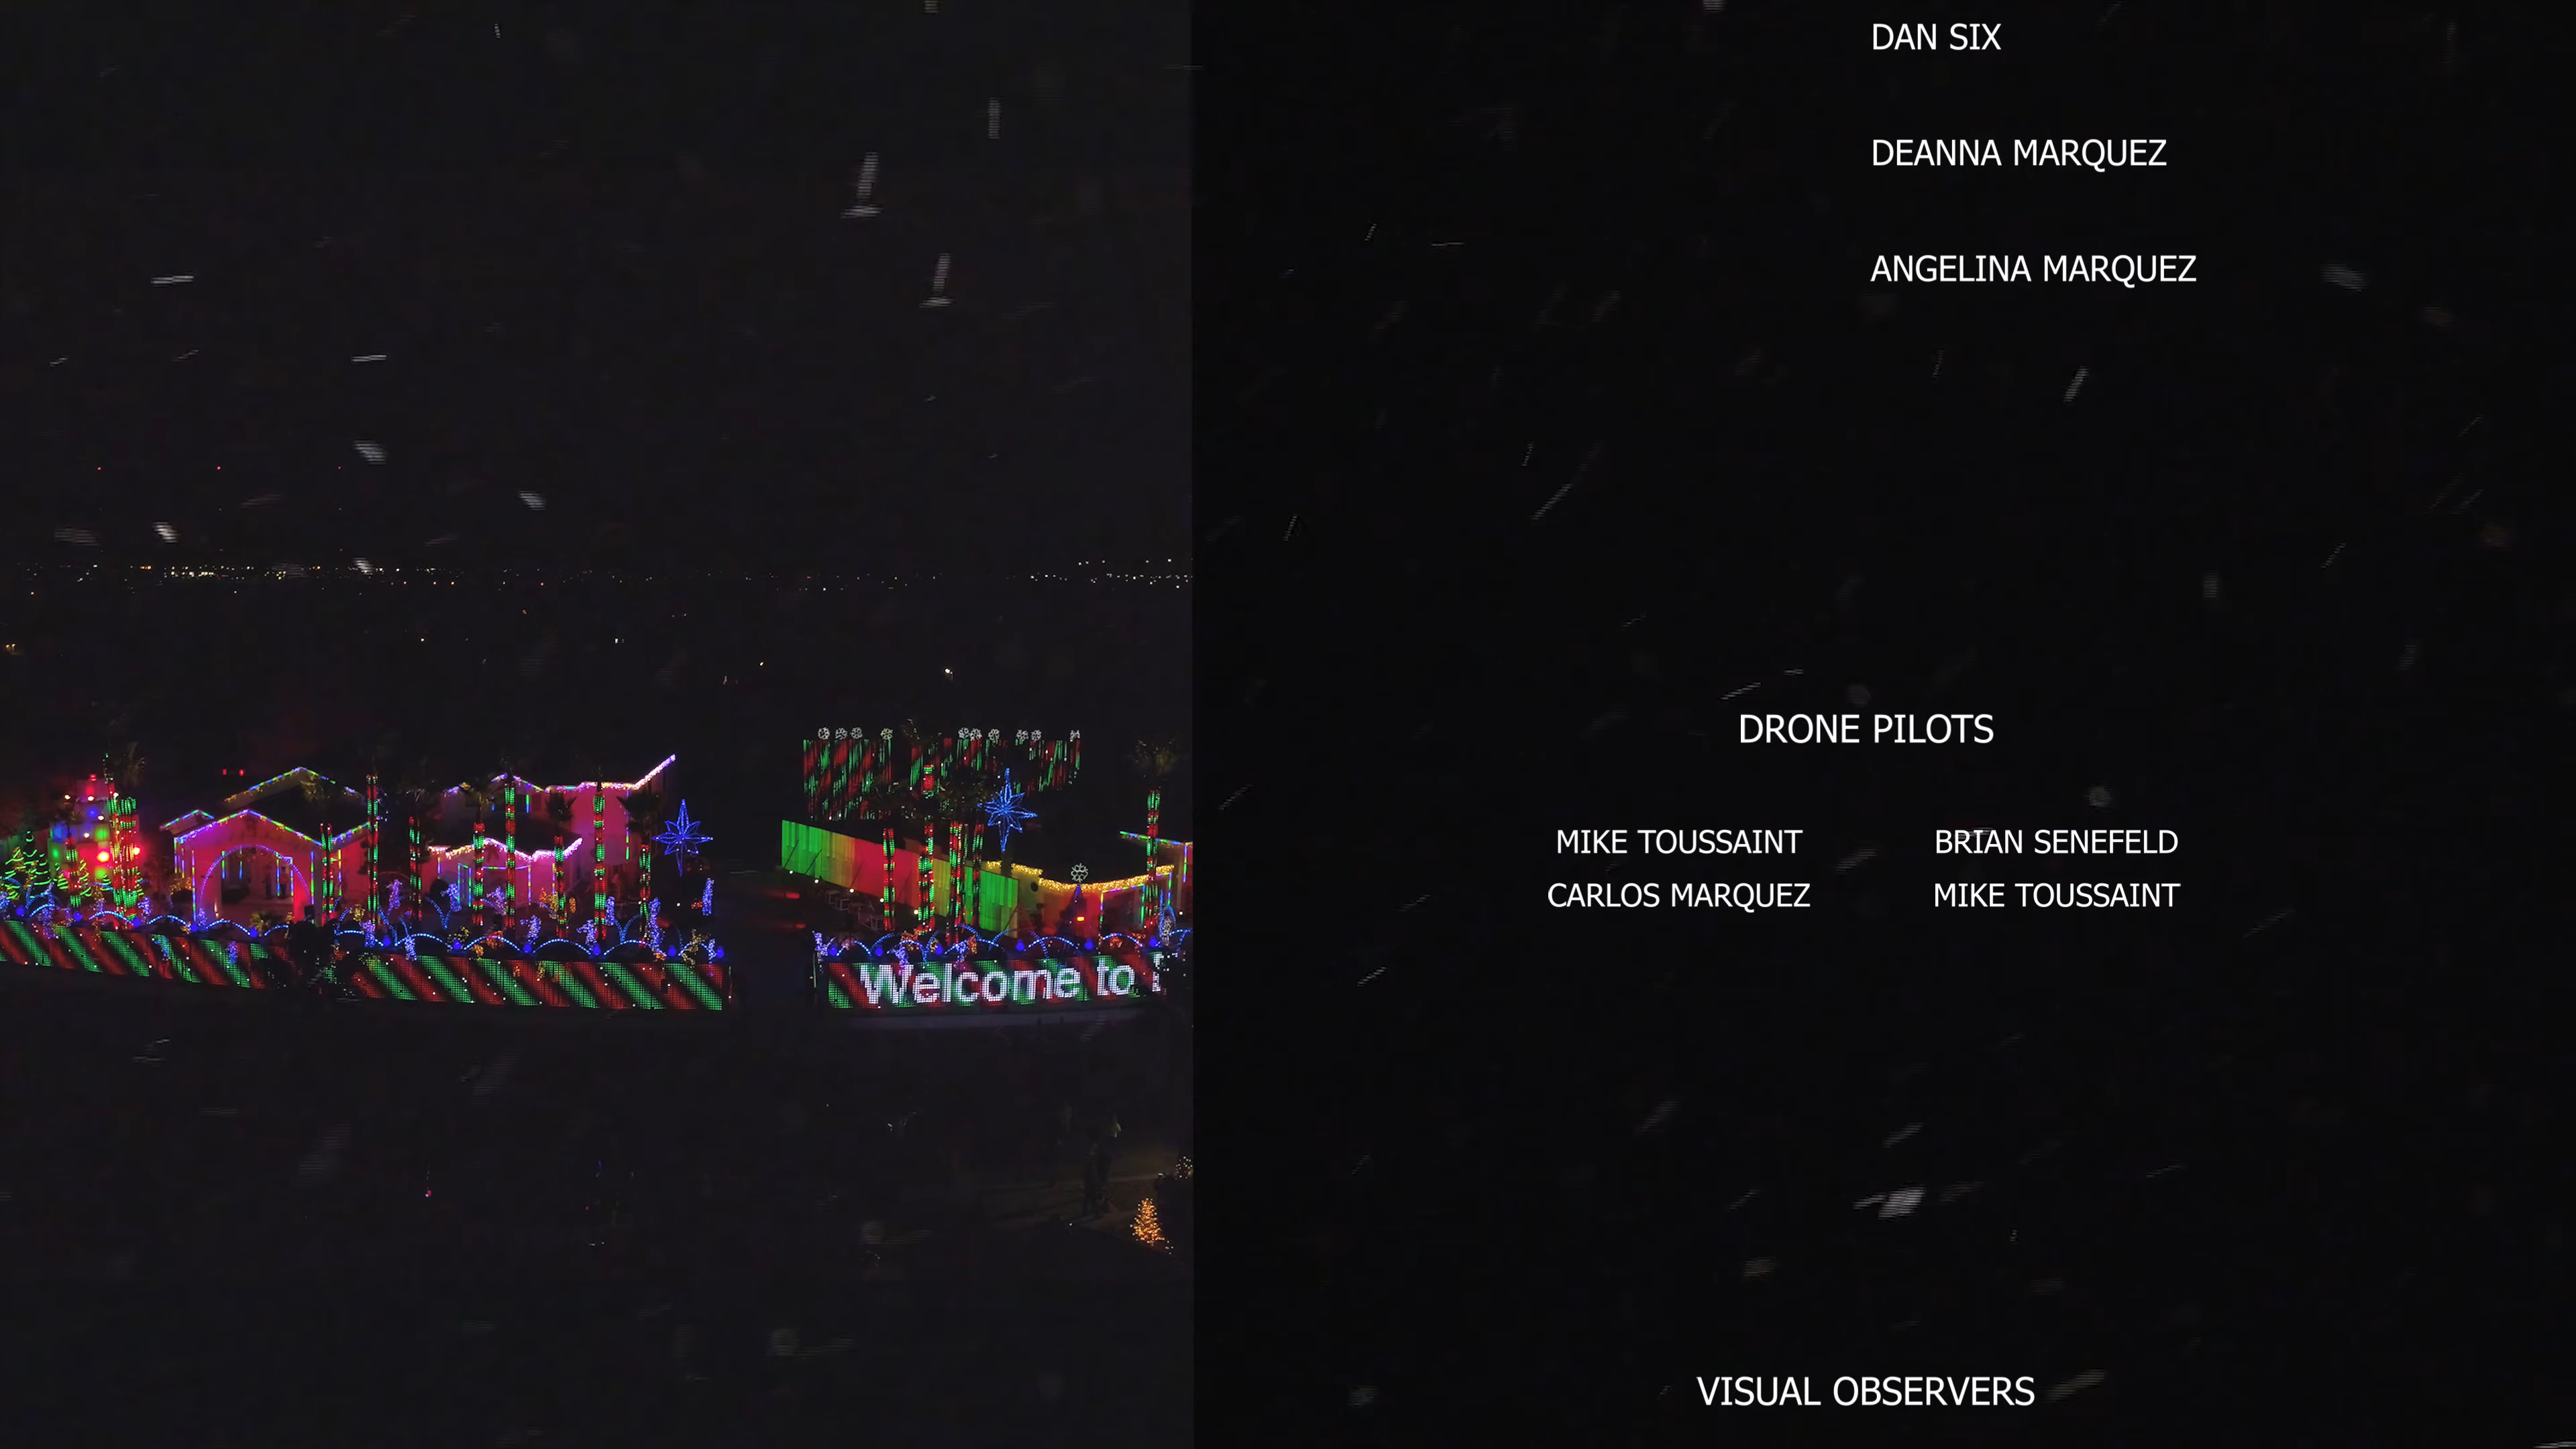 DAN SIX
DEANNA MARQUEZ
ANGELINA MARQUEZ
DRONE PILOTS
MIKE TOUSSAINT BRIAN SENEFELD
CARLOS MARQUEZ MIKE TOUSSAINT
Welcome to
VISUAL OBSERVERS